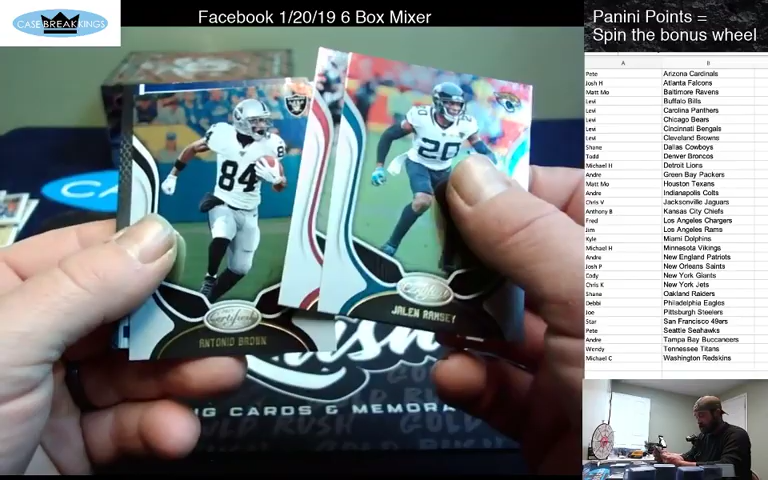 CASE BREAK KINGS
Facebook 1/20/19 6 Box Mixer
Panini Points =
Spin the bonus wheel
A B
Pete Arizona Cardinals
Josh H Atlanta Falcons
Matt Mo Baltimore Ravens
Levi Buffalo Bills
Levi Carolina Panthers
Levi Chicago Bears
Levi Cincinnati Bengals
Levi Cleveland Browns
Shane Dallas Cowboys
Todd Denver Broncos
Michael H Detroit Lions
Andre Green Bay Packers
Matt Mo Houston Texans
Andre Indianapolis Colts
Chris V Jacksonville Jaguars
Anthony B Kansas City Chiefs
Fred Los Angeles Chargers
Jim Los Angeles Rams
Kyle Miami Dolphins
Michael H Minnesota Vikings
Andre New England Patriots
Josh P New Orleans Saints
Cody New York Giants
Chris K New York Jets
Shane Oakland Raiders
Debbi Philadelphia Eagles
Joe Pittsburgh Steelers
Star San Francisco 49ers
Pete Seattle Seahawks
Andre Tampa Bay Buccaneers
Wendy Tennessee Titans
Michael C Washington Redskins
84
20
Certified
ANTONIO BROWN
Certified
JALEN RAMSEY
NG CARDS & MEMORA
GOLD RUSH